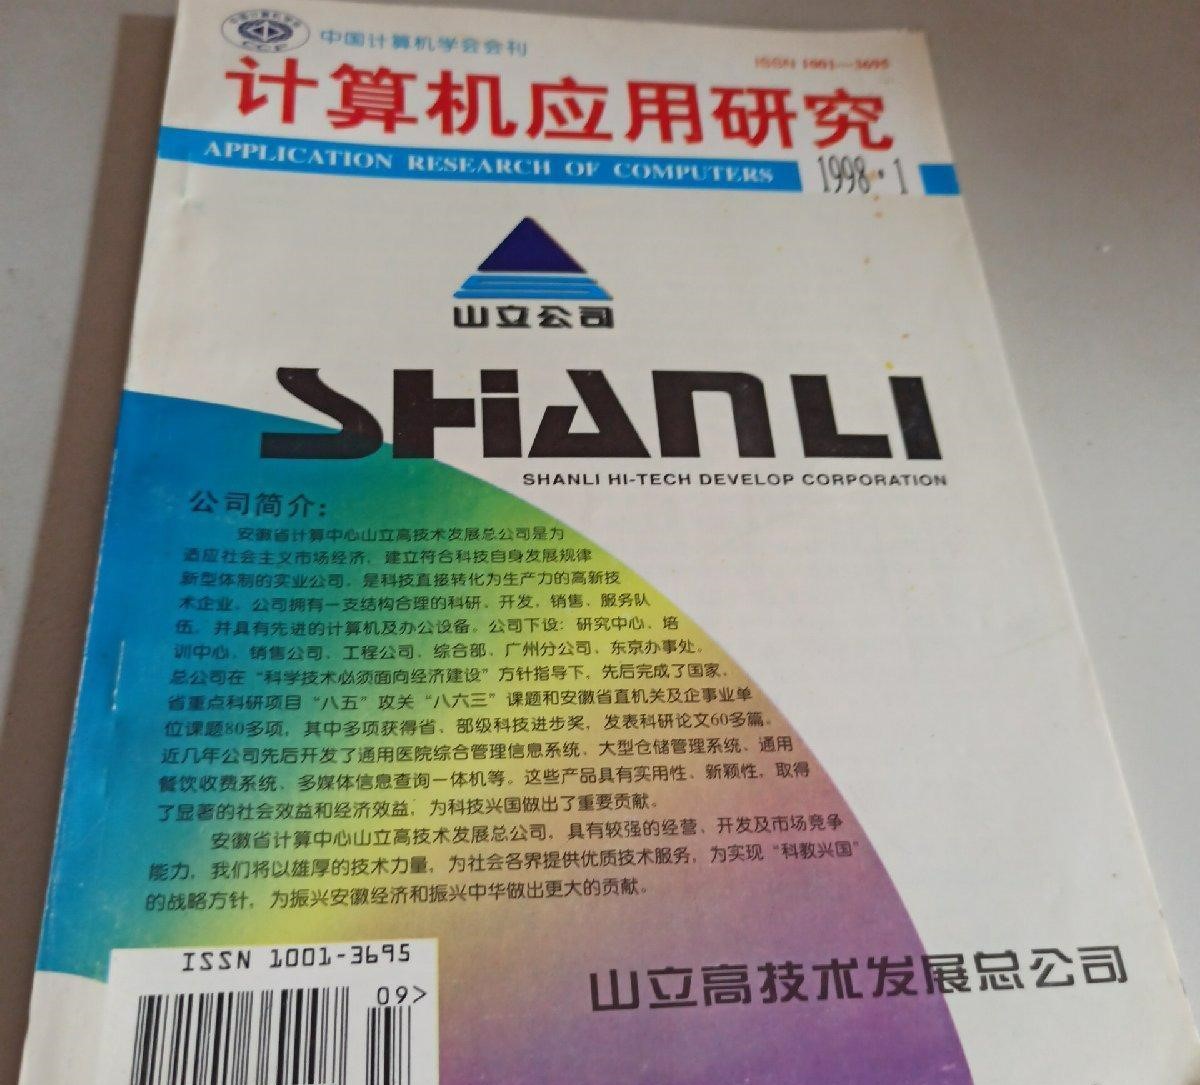 中国计算机学会会刊
ISSN 1001—3695
计算机应用研究
APPLICATION RESEARCH OF COMPUTERS
1998·1
山立公司
SHANLI
SHANLI HI-TECH DEVELOP CORPORATION
公司简介:
安徽省计算中心山立高技术发展总公司是为
适应社会主义市场经济、建立符合科技自身发展规律
新型体制的实业公司,是科技直接转化为生产力的高新技
术企业。公司拥有一支结构合理的科研、开发、销售、服务队
伍,并具有先进的计算机及办公设备。公司下设:研究中心、培
训中心、销售公司、工程公司、综合部、广州分公司、东京办事处。
总公司在“科学技术必须面向经济建设”方针指导下,先后完成了国家、
省重点科研项目“八五”攻关“八六三”课题和安徽省直机关及企事业单
位课题80多项,其中多项获得省、部级科技进步奖,发表科研论文60多篇。
近几年公司先后开发了通用医院综合管理信息系统、大型仓储管理系统、通用
餐饮收费系统、多媒体信息查询一体机等。这些产品具有实用性、新颖性,取得
了显著的社会效益和经济效益,为科技兴国做出了重要贡献。
安徽省计算中心山立高技术发展总公司,具有较强的经营、开发及市场竞争
能力,我们将以雄厚的技术力量,为社会各界提供优质技术服务,为实现“科教兴国”
的战略方针,为振兴安徽经济和振兴中华做出更大的贡献。
ISSN 1001-3695
09>
山立高技术发展总公司